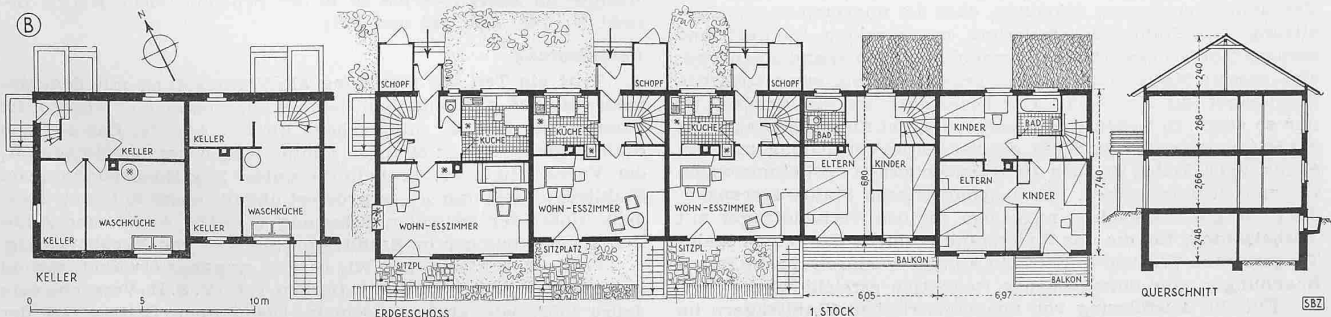 B
N
KELLER
KELLER
WASCHKÜCHE
KELLER
KELLER
WASCHKÜCHE
KELLER
0 5 10 m
SCHOPF
KÜCHE
WOHN-ESSZIMMER
SITZPL.
ERDGESCHOSS
SCHOPF
KÜCHE
WOHN-ESSZIMMER
SITZPLATZ
SCHOPF
KÜCHE
WOHN-ESSZIMMER
SITZPL.
BAD
ELTERN
KINDER
6,80
BALKON
6,05
1. STOCK
KINDER
BAD
ELTERN
KINDER
7,40
BALKON
6,97
2,40
2,68
2,66
2,48
QUERSCHNITT
SBZ